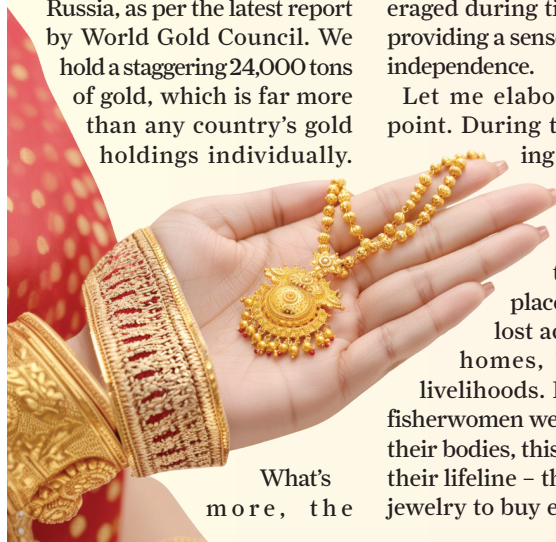 Russia, as per the latest report
by World Gold Council. We
hold a staggering 24,000 tons
of gold, which is far more
than any country's gold
holdings individually.
What's
more, the
eraged during
providing a sens
independence.
Let me elabo
point. During
ing
place
lost
homes,
livelihoods.
fisherwomen we
their bodies, this
their lifeline – th
jewelry to buy